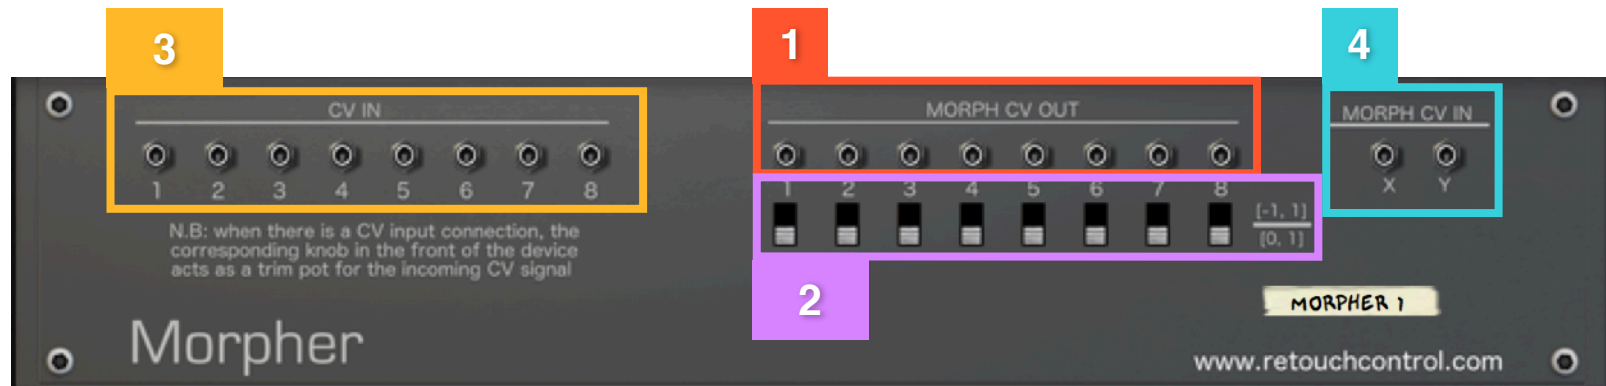 3
1
4
CV IN
MORPH CV OUT
MORPH CV IN
1 2 3 4 5 6 7 8
1 2 3 4 5 6 7 8
X Y
[-1, 1]
[0, 1]
N.B: when there is a CV input connection, the
corresponding knob in the front of the device
acts as a trim pot for the incoming CV signal
2
MORPHER 1
Morpher
www.retouchcontrol.com